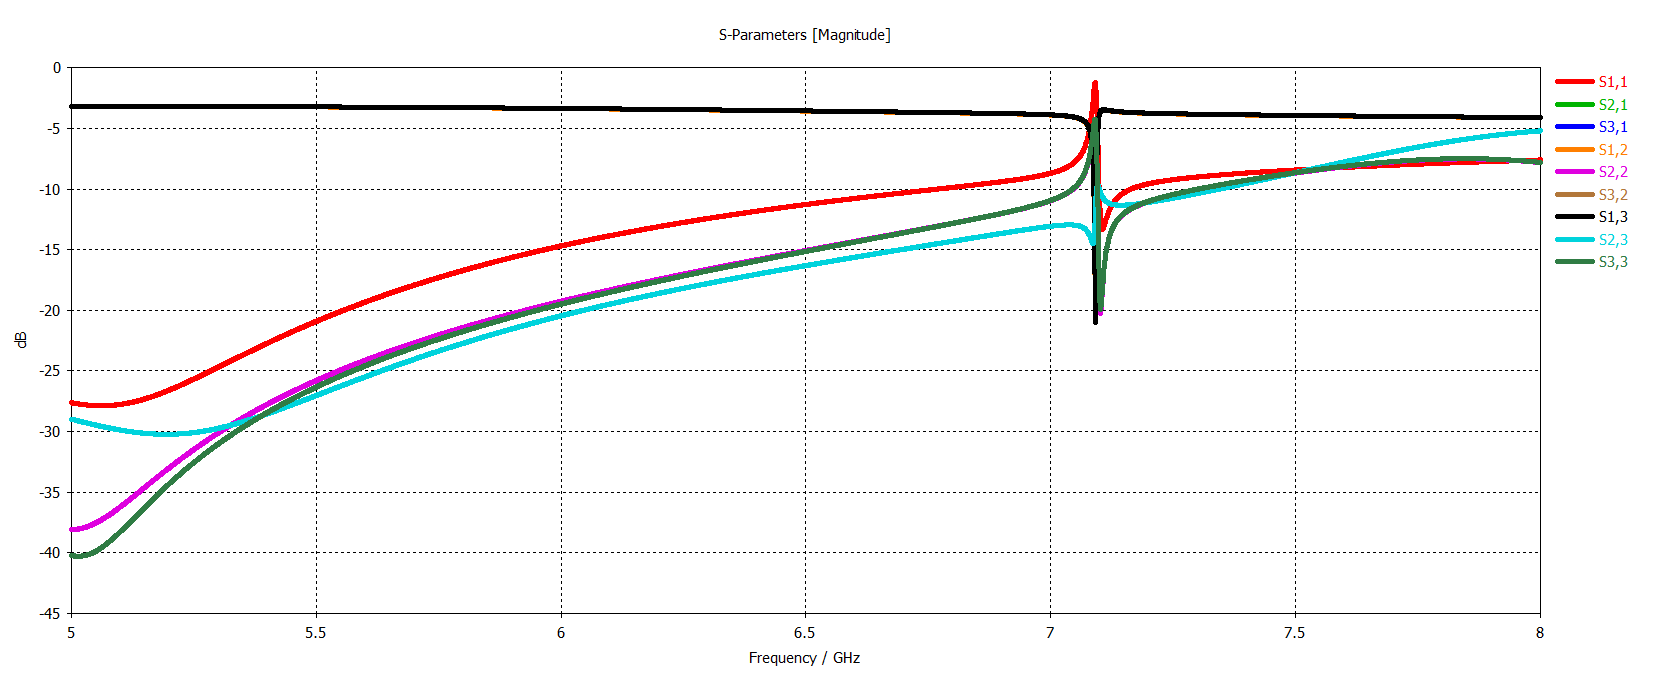 S-Parameters [Magnitude]
0
-5
-10
-15
-20
-25
-30
-35
-40
-45
dB
5
5.5
6
6.5
7
7.5
8
Frequency / GHz
S1,1
S2,1
S3,1
S1,2
S2,2
S3,2
S1,3
S2,3
S3,3